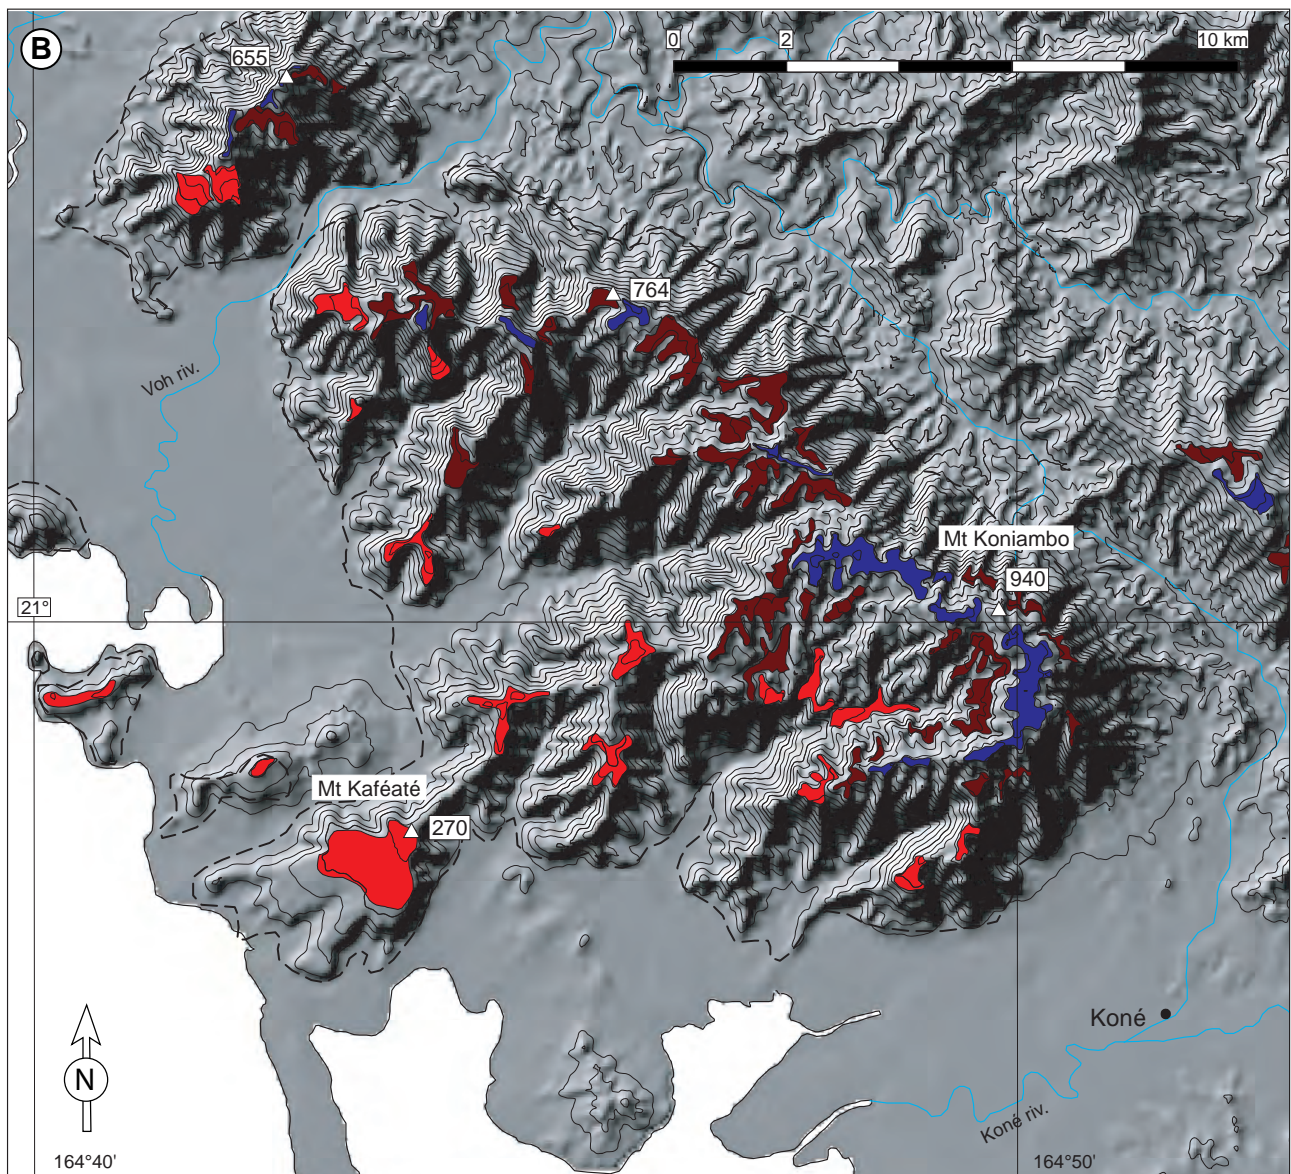 B
655
0 2 10 km
764
Voh riv.
Mt Koniambo
940
21°
Mt Kaféaté
270
Koné
N
Koné riv.
164°40' 164°50'